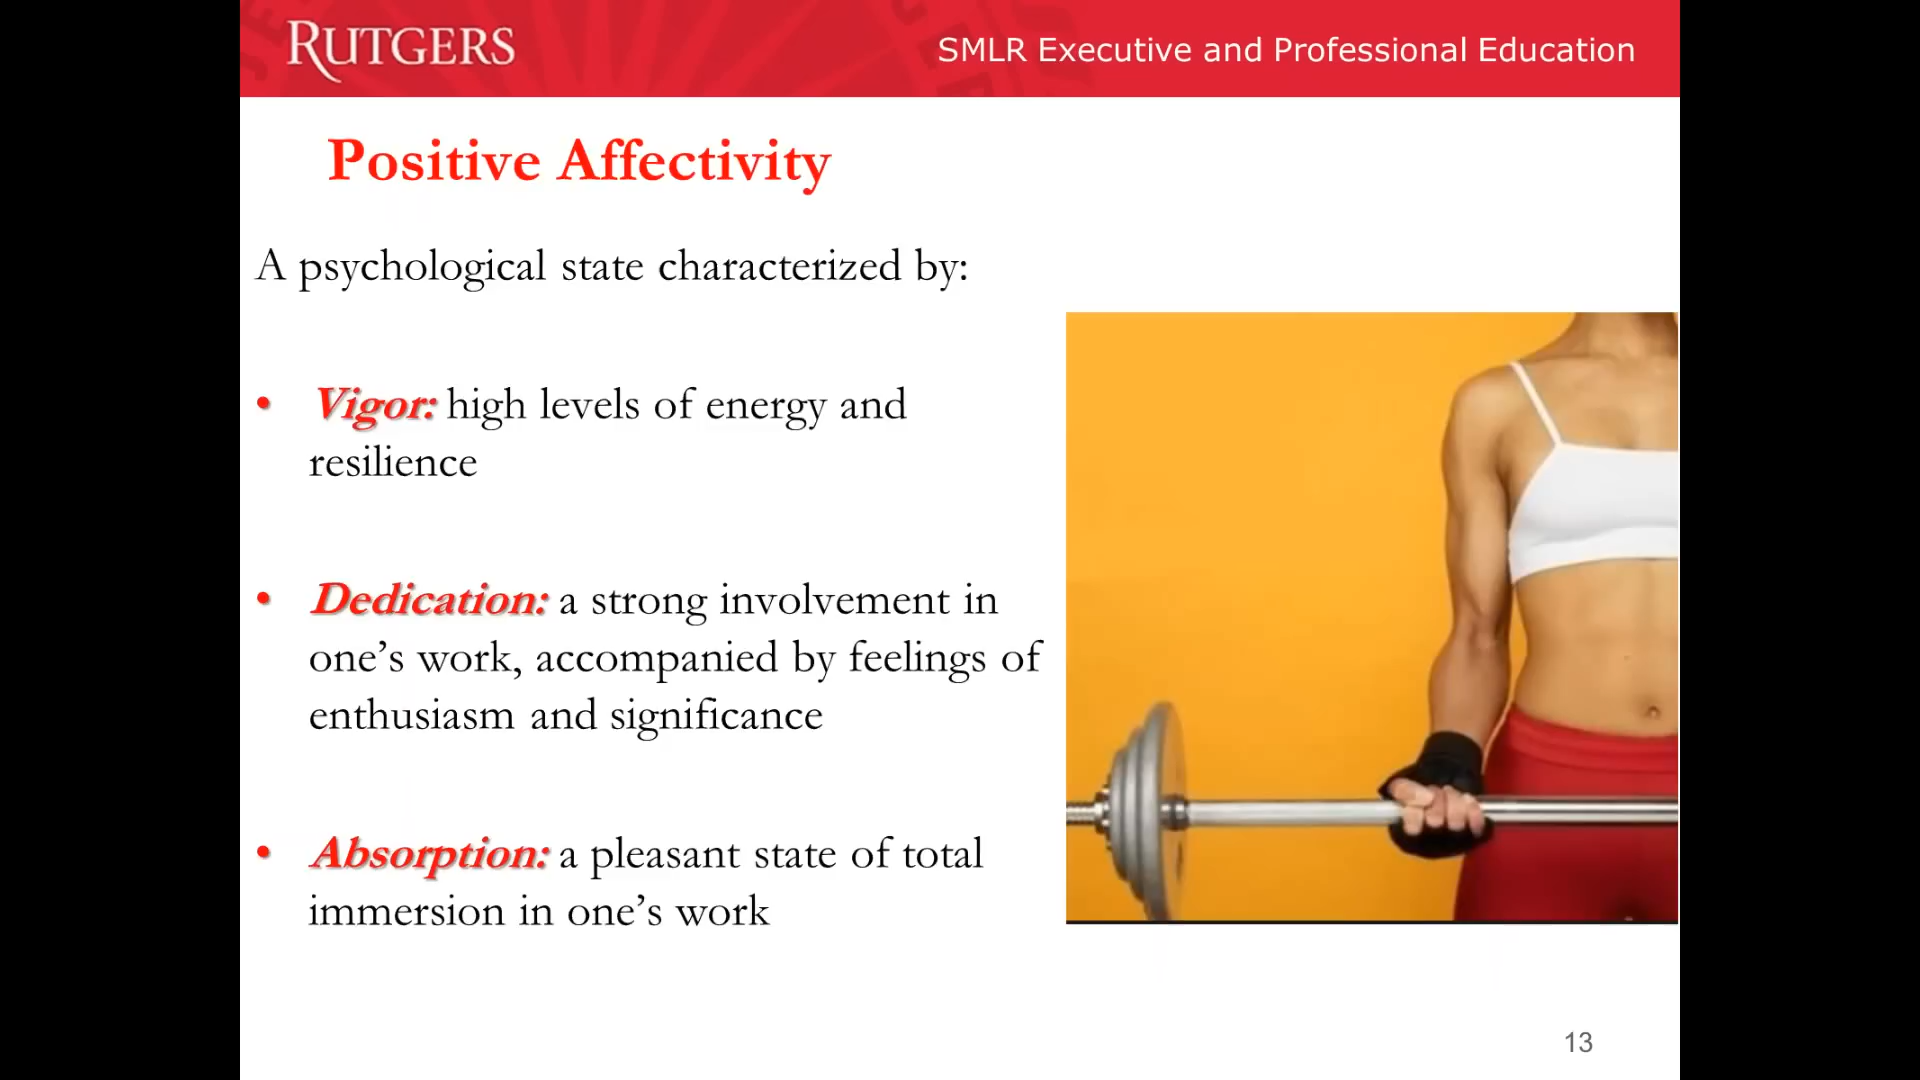 RUTGERS
SMLR Executive and Professional Education
Positive Affectivity
A psychological state characterized by:
• Vigor: high levels of energy and
resilience
• Dedication: a strong involvement in
one’s work, accompanied by feelings of
enthusiasm and significance
• Absorption: a pleasant state of total
immersion in one’s work
13